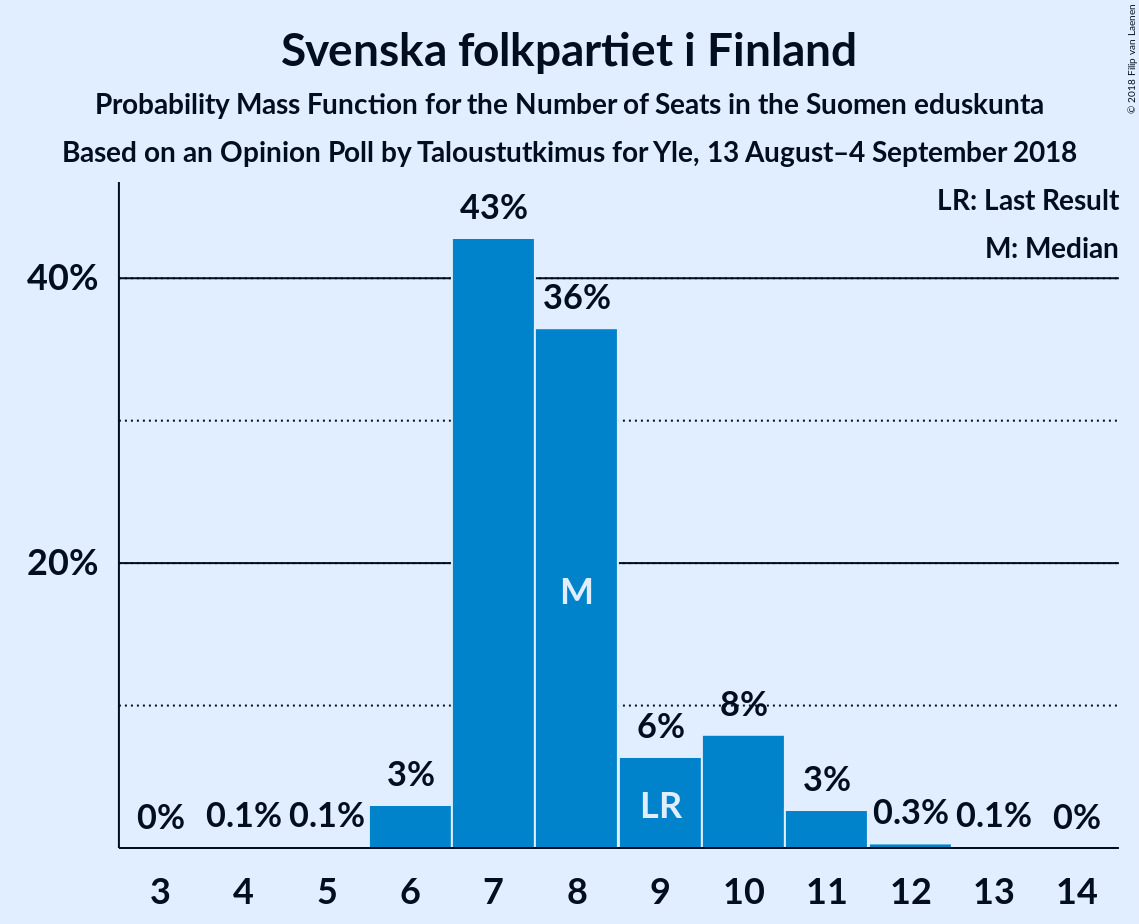 Svenska folkpartiet i Finland
Probability Mass Function for the Number of Seats in the Suomen eduskunta
Based on an Opinion Poll by Taloustutkimus for Yle, 13 August–4 September 2018
© 2018 Filip van Laenen
LR: Last Result
M: Median
40%
20%
0% 0.1% 0.1% 3% 43% 36% 6% 8% 3% 0.3% 0.1% 0%
M
LR
3 4 5 6 7 8 9 10 11 12 13 14